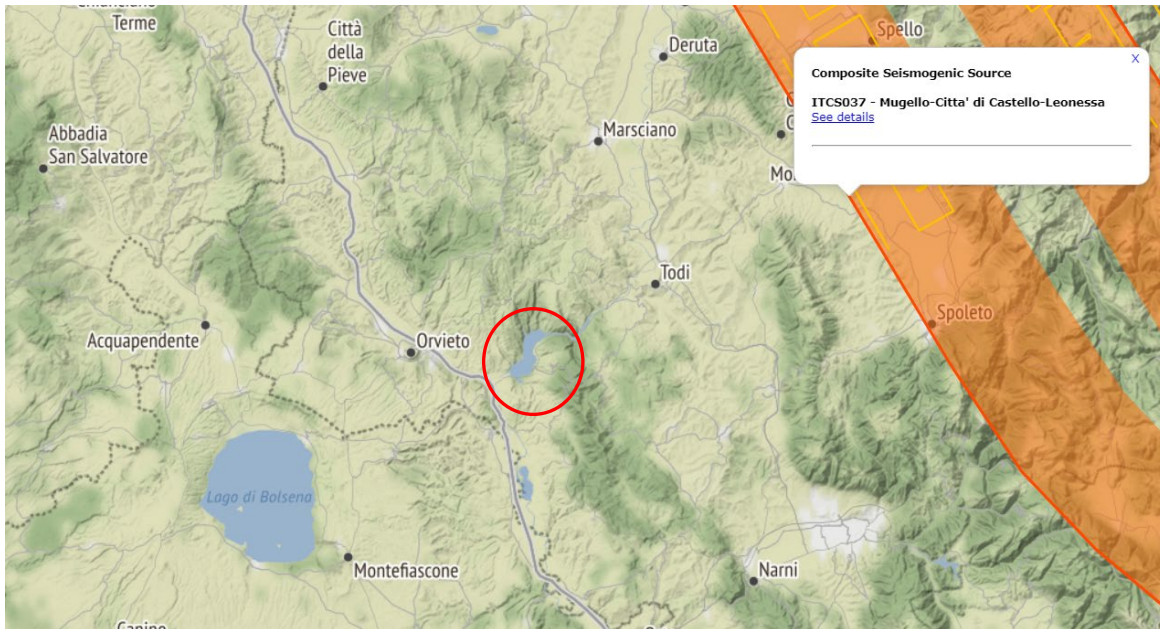 Terme
Città
della
Pieve
Deruta
Spello
X
Composite Seismogenic Source
ITCS037 - Mugello-Citta' di Castello-Leonessa
See details
Abbadia
San Salvatore
Marsciano
Mo
Todi
Spoleto
Acquapendente
Orvieto
Lago di Bolsena
Montefiascone
Narni